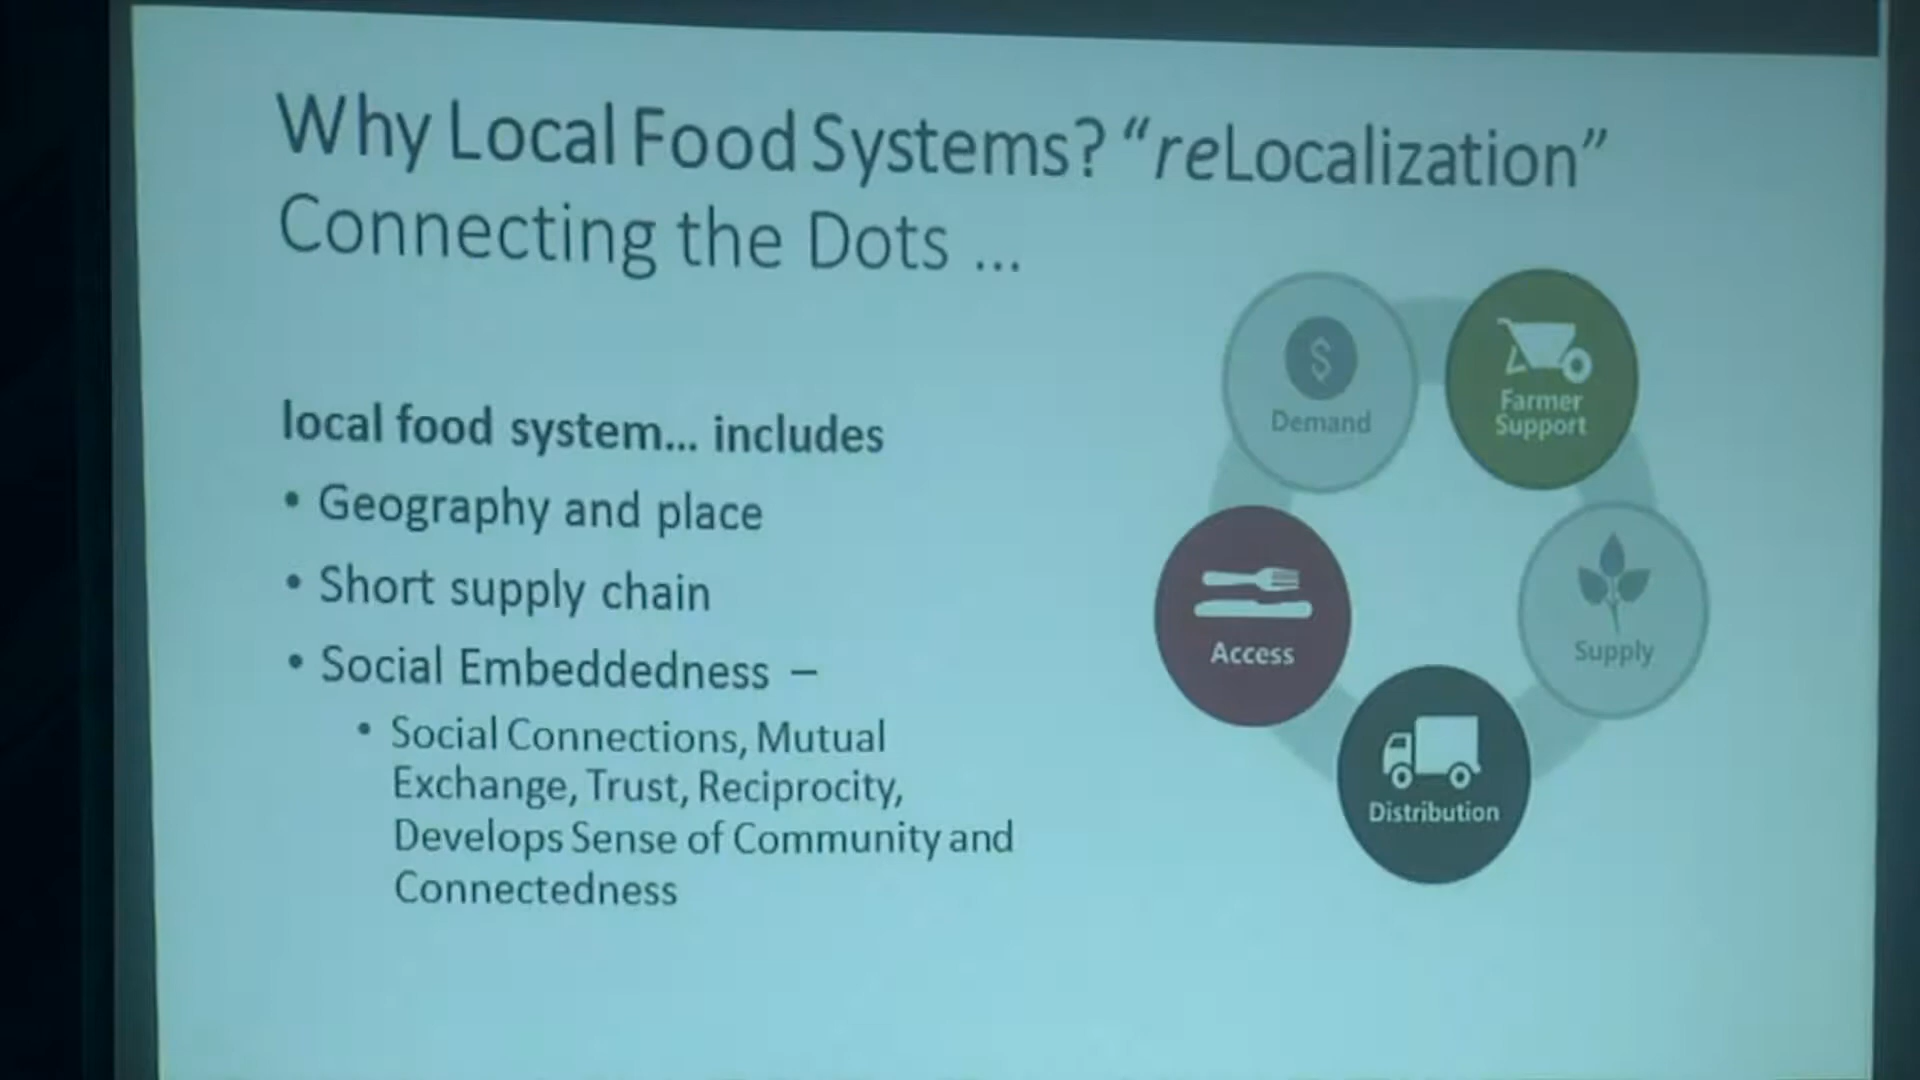 Why Local Food Systems? “reLocalization”
Connecting the Dots ...
local food system... includes
• Geography and place
• Short supply chain
• Social Embeddedness –
• Social Connections, Mutual
Exchange, Trust, Reciprocity,
Develops Sense of Community and
Connectedness
$
Demand
Farmer
Support
Access
Supply
Distribution